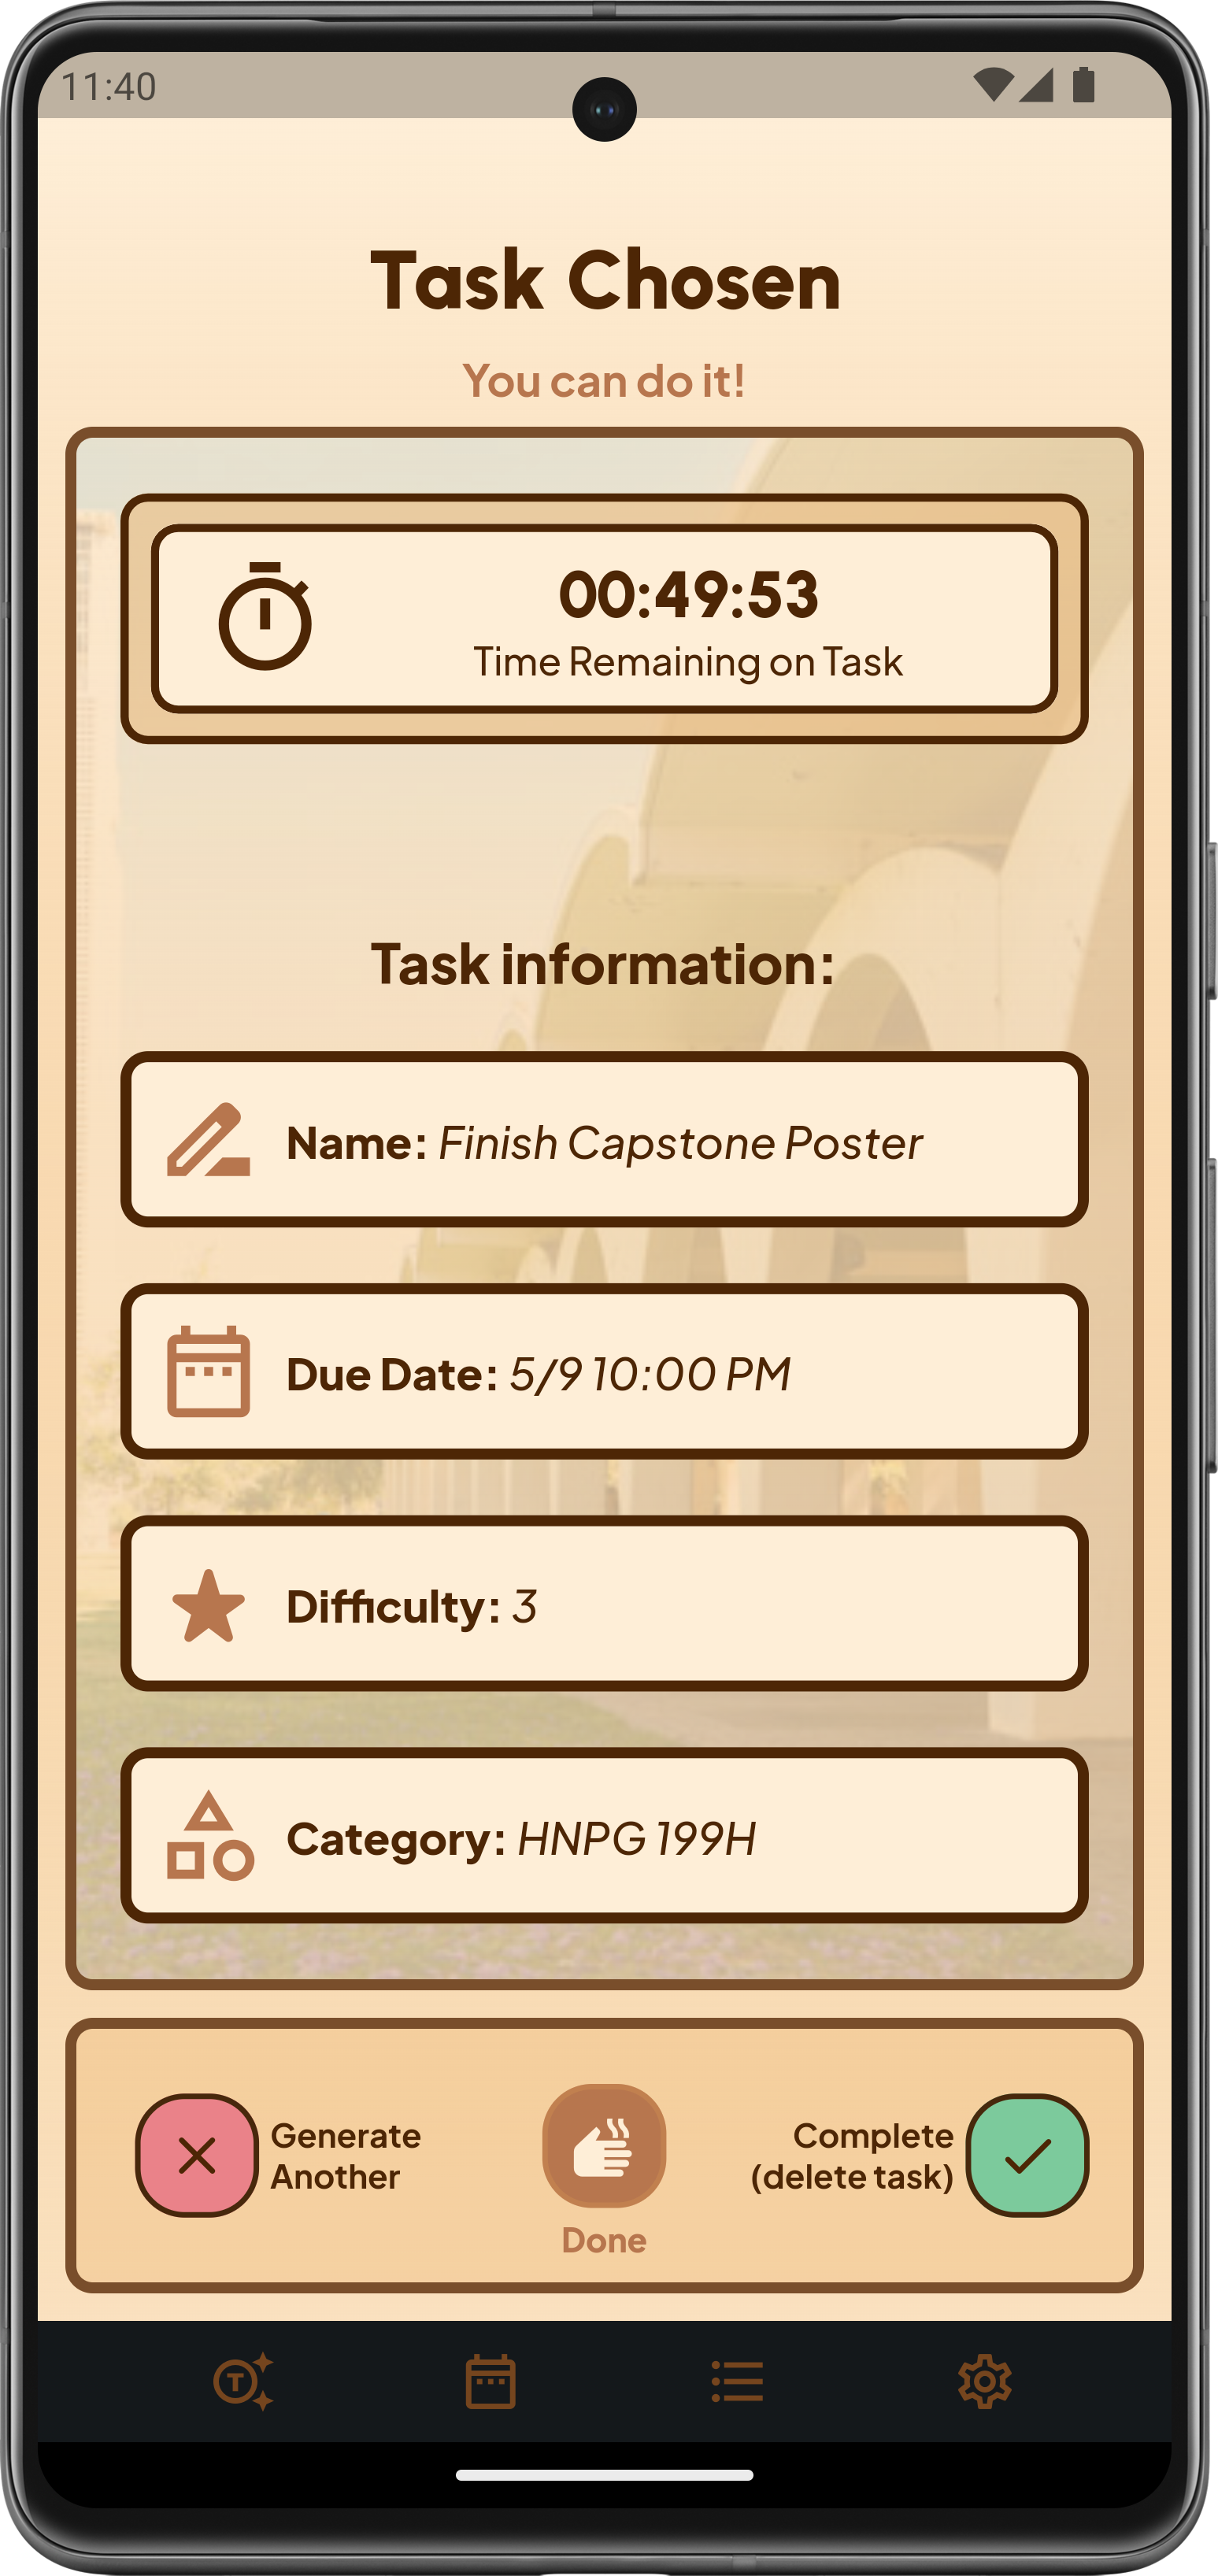 11:40
Task Chosen
You can do it!
00:49:53
Time Remaining on Task
Task information:
Name: Finish Capstone Poster
Due Date: 5/9 10:00 PM
Difficulty: 3
Category: HNPG 199H
Generate
Another
Done
Complete
(delete task)
T